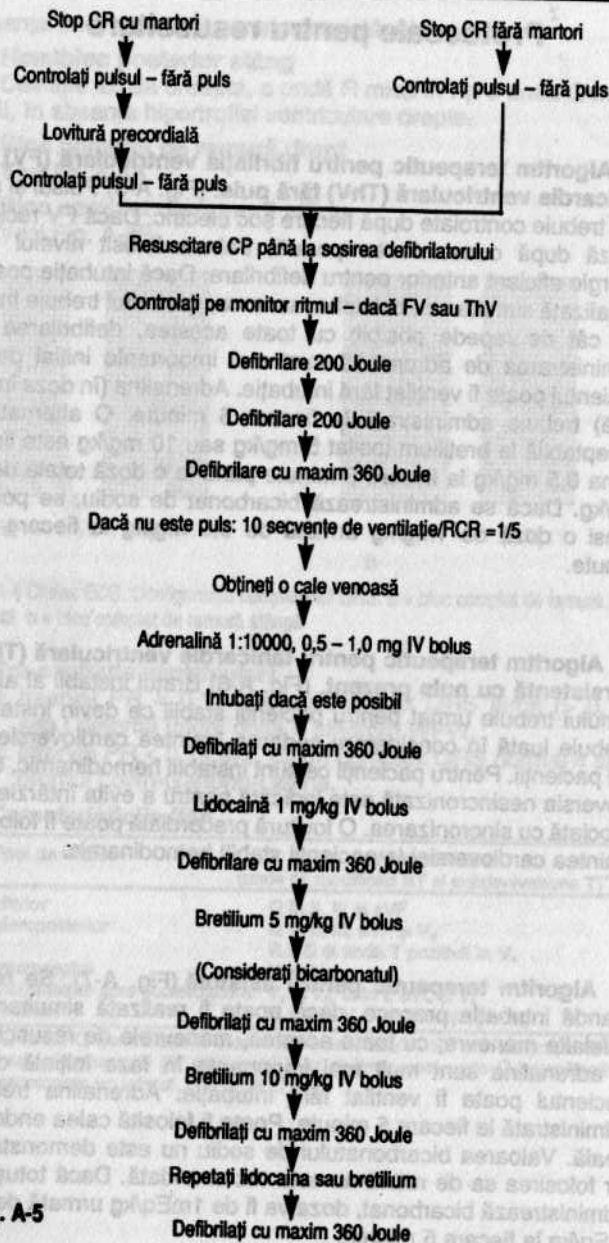 Stop CR cu martori
Stop CR fără martori
Controlați pulsul – fără puls
Controlați pulsul – fără puls
Lovitură precordială
Controlați pulsul – fără puls
Resuscitare CP până la sosirea defibrilatorului
Controlați pe monitor ritmul – dacă FV sau ThV
Defibrilare 200 Joule
Defibrilare 200 Joule
Defibrilare cu maxim 360 Joule
Dacă nu este puls: 10 secvențe de ventilație/RCR –1/5
Obțineți o cale venoasă
Adrenalină 1:10000, 0,5 – 1,0 mg IV bolus
Intubați dacă este posibil
Defibrilați cu maxim 360 Joule
Lidocaină 1 mg/kg IV bolus
Defibrilare cu maxim 360 Joule
Bretilium 5 mg/kg IV bolus
(Considerați bicarbonatul)
Defibrilați cu maxim 360 Joule
Bretilium 10 mg/kg IV bolus
Defibrilați cu maxim 360 Joule
Repetați lidocaina sau bretilium
. A-5
Defibrilați cu maxim 360 Joule